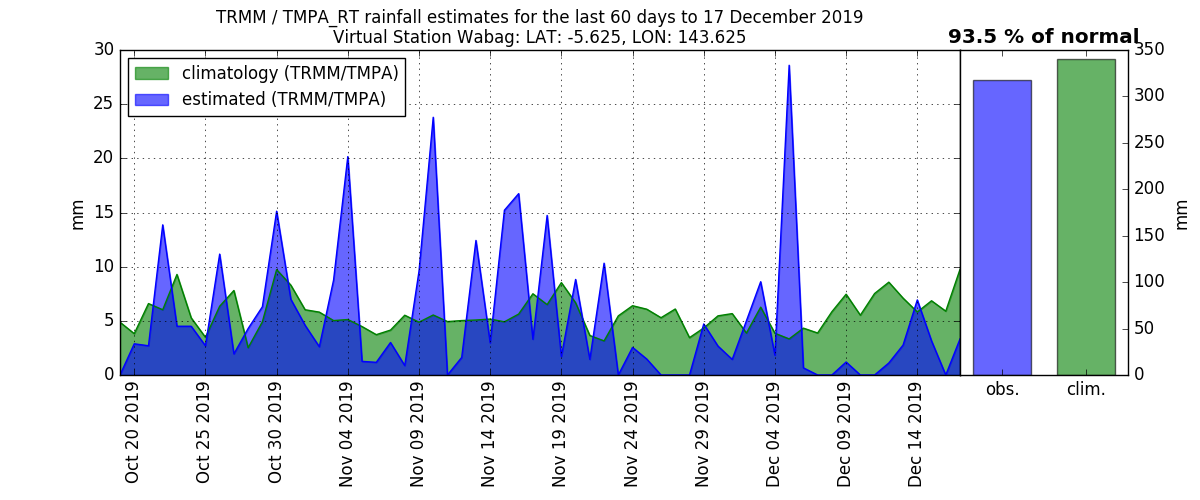 TRMM / TMPA_RT rainfall estimates for the last 60 days to 17 December 2019
Virtual Station Wabag: LAT: -5.625, LON: 143.625
93.5 % of normal
climatology (TRMM/TMPA)
estimated (TRMM/TMPA)
mm
30
25
20
15
10
5
0
Oct 20 2019
Oct 25 2019
Oct 30 2019
Nov 04 2019
Nov 09 2019
Nov 14 2019
Nov 19 2019
Nov 24 2019
Nov 29 2019
Dec 04 2019
Dec 09 2019
Dec 14 2019
obs.
clim.
350
300
250
200
150
100
50
0
mm